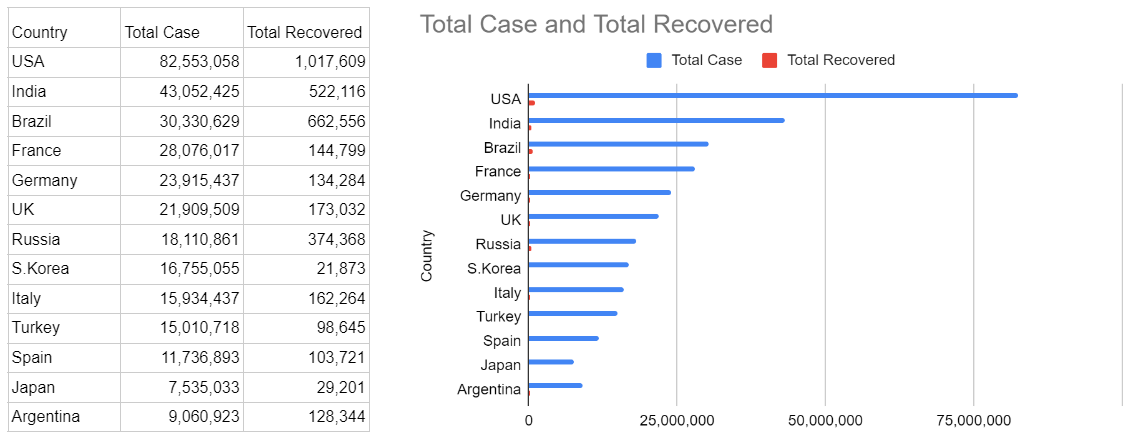 Country Total Case Total Recovered
USA 82,553,058 1,017,609
India 43,052,425 522,116
Brazil 30,330,629 662,556
France 28,076,017 144,799
Germany 23,915,437 134,284
UK 21,909,509 173,032
Russia 18,110,861 374,368
S.Korea 16,755,055 21,873
Italy 15,934,437 162,264
Turkey 15,010,718 98,645
Spain 11,736,893 103,721
Japan 7,535,033 29,201
Argentina 9,060,923 128,344
Total Case and Total Recovered
Total Case Total Recovered
Country
USA
India
Brazil
France
Germany
UK
Russia
S.Korea
Italy
Turkey
Spain
Japan
Argentina
0 25,000,000 50,000,000 75,000,000